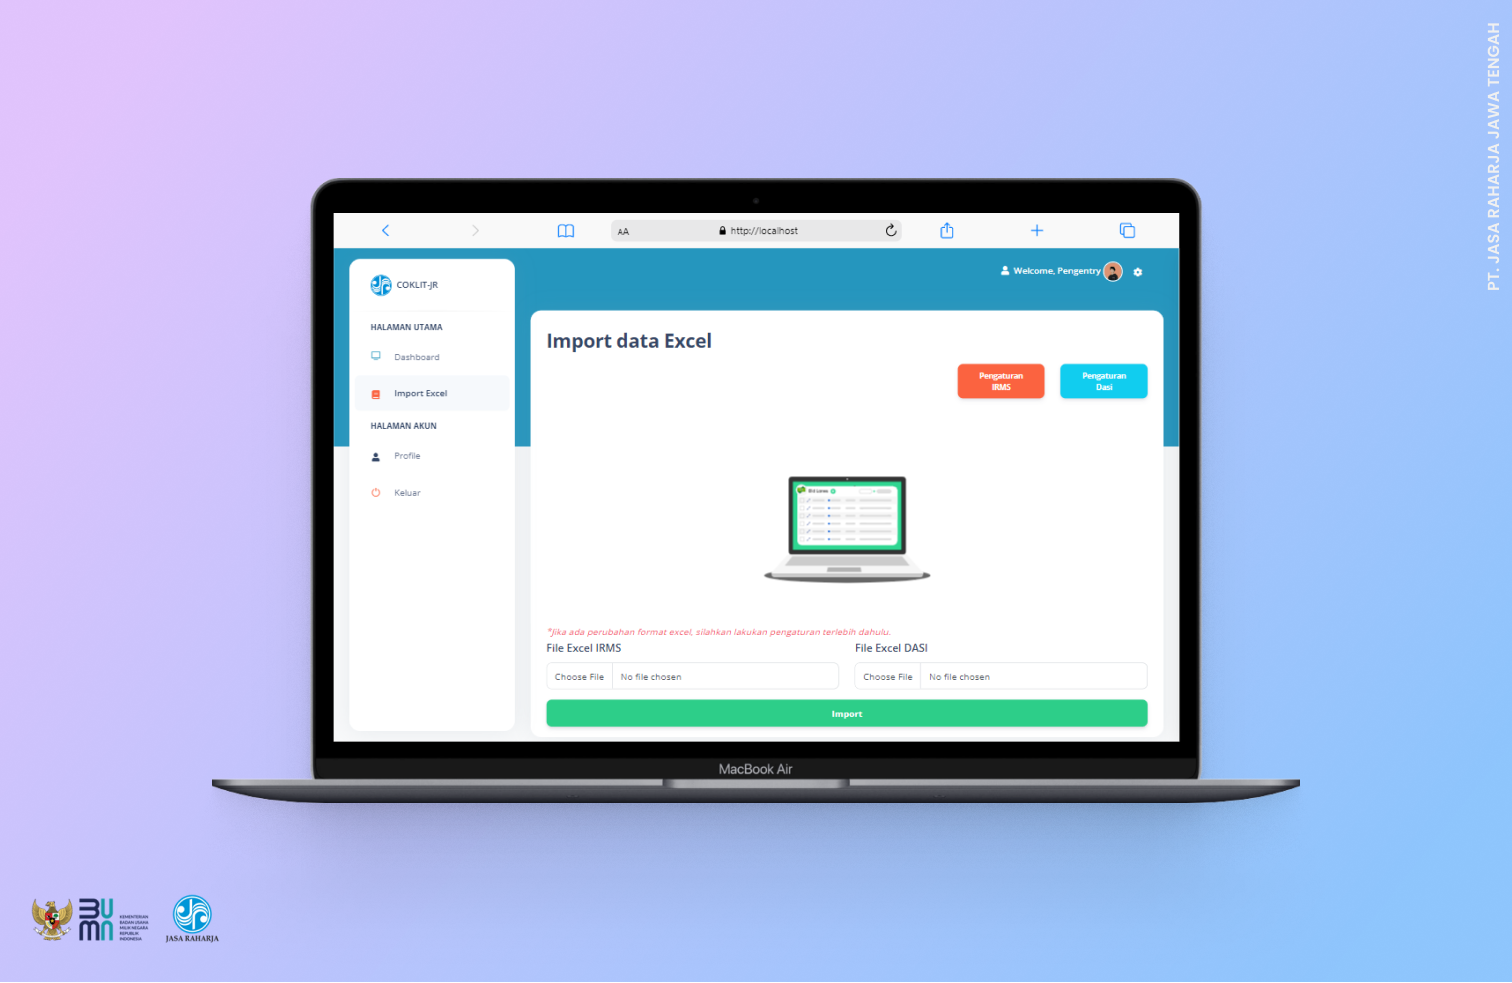 PT. JASA RAHARJA JAWA TENGAH
AA
http://localhost
COKLIT-JR
Welcome, Pengentry
HALAMAN UTAMA
Dashboard
Import Excel
HALAMAN AKUN
Profile
Keluar
Import data Excel
Pengaturan
IRMS
Pengaturan
Dasi
*Jika ada perubahan format excel, silahkan lakukan pengaturan terlebih dahulu.
File Excel IRMS
File Excel DASI
Choose File
No file chosen
Choose File
No file chosen
Import
MacBook Air
BUMN
KEMENTERIAN
BADAN USAHA
MILIK NEGARA
REPUBLIK
INDONESIA
JASA RAHARJA